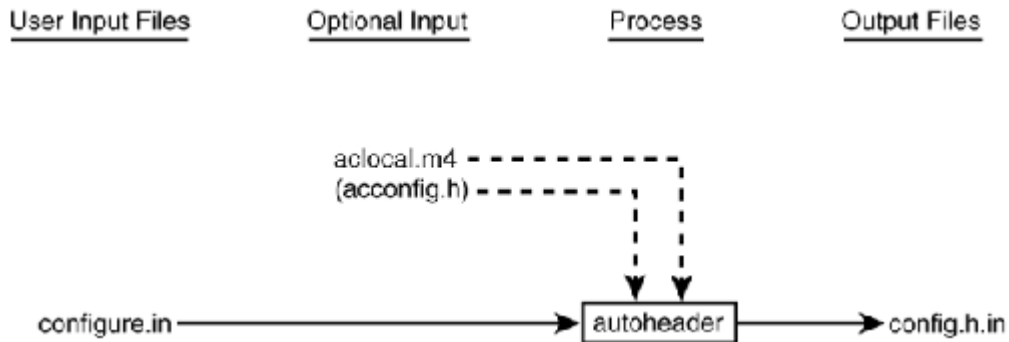 User Input Files Optional Input Process Output Files
aclocal.m4
(acconfig.h)
configure.in autoheader config.h.in